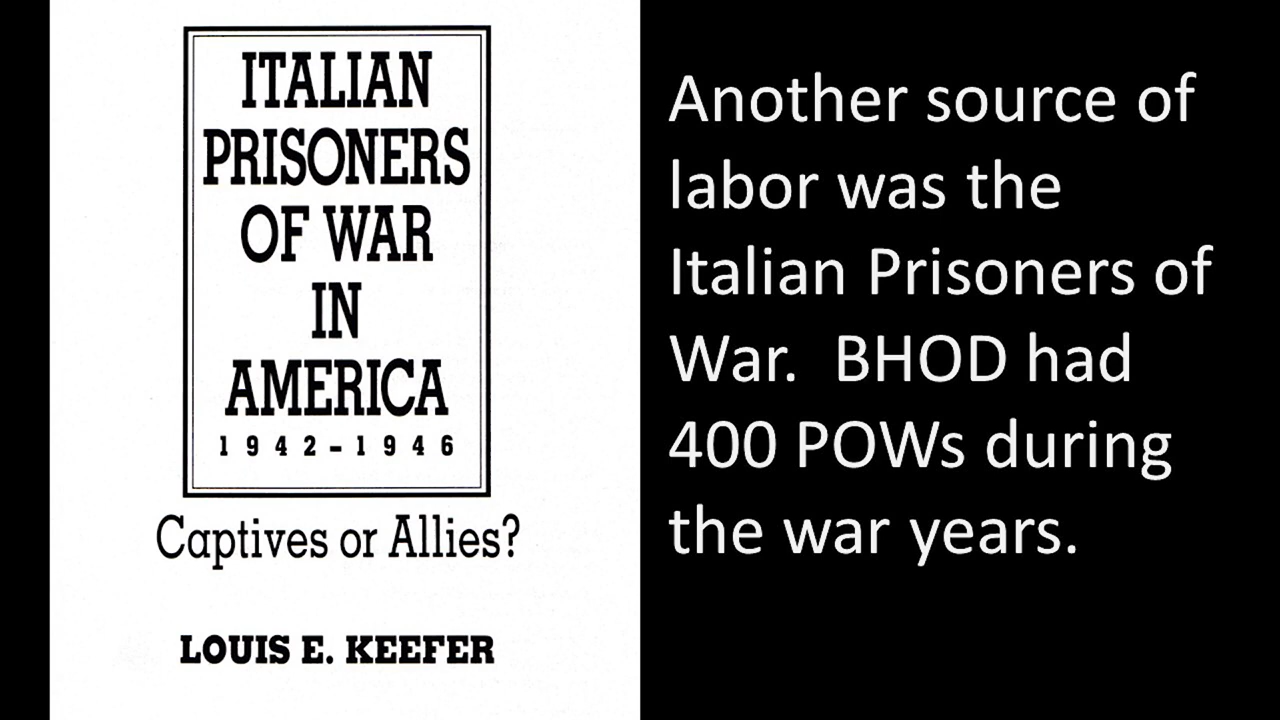 ITALIAN
PRISONERS
OF WAR
IN
AMERICA
1942-1946
Captives or Allies?
LOUIS E. KEEFER
Another source of
labor was the
Italian Prisoners of
War.  BHOD had
400 POWs during
the war years.